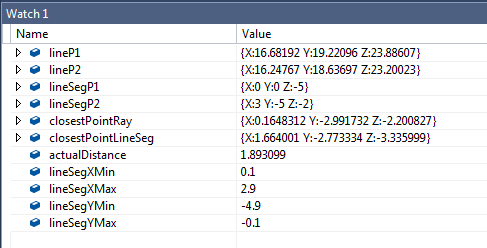 Watch 1
Name Value
lineP1 {X:16.68192 Y:19.22096 Z:23.88607}
lineP2 {X:16.24767 Y:18.63697 Z:23.20023}
lineSegP1 {X:0 Y:0 Z:-5}
lineSegP2 {X:3 Y:-5 Z:-2}
closestPointRay {X:0.1648312 Y:-2.991732 Z:-2.200827}
closestPointLineSeg {X:1.664001 Y:-2.773334 Z:-3.335999}
actualDistance 1.893099
lineSegXMin 0.1
lineSegXMax 2.9
lineSegYMin -4.9
lineSegYMax -0.1